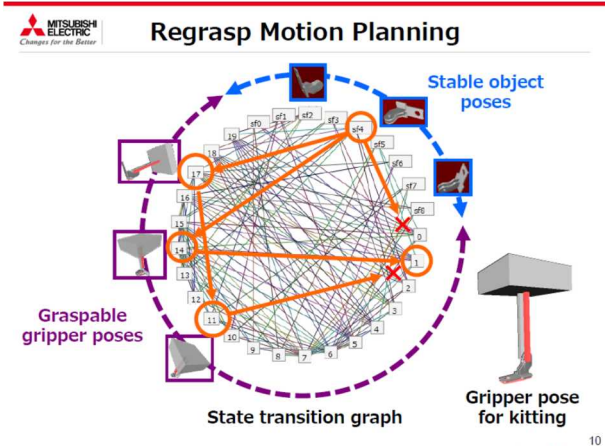 MITSUBISHI
ELECTRIC
Changes for the Better
Regrasp Motion Planning
Stable object
poses
sf0
sf1
sf2
sf3
sf4
sf5
sf6
sf7
sf8
0
1
2
3
4
5
6
7
8
9
10
11
12
13
14
15
16
17
18
19
Graspable
gripper poses
State transition graph
Gripper pose
for kitting
10